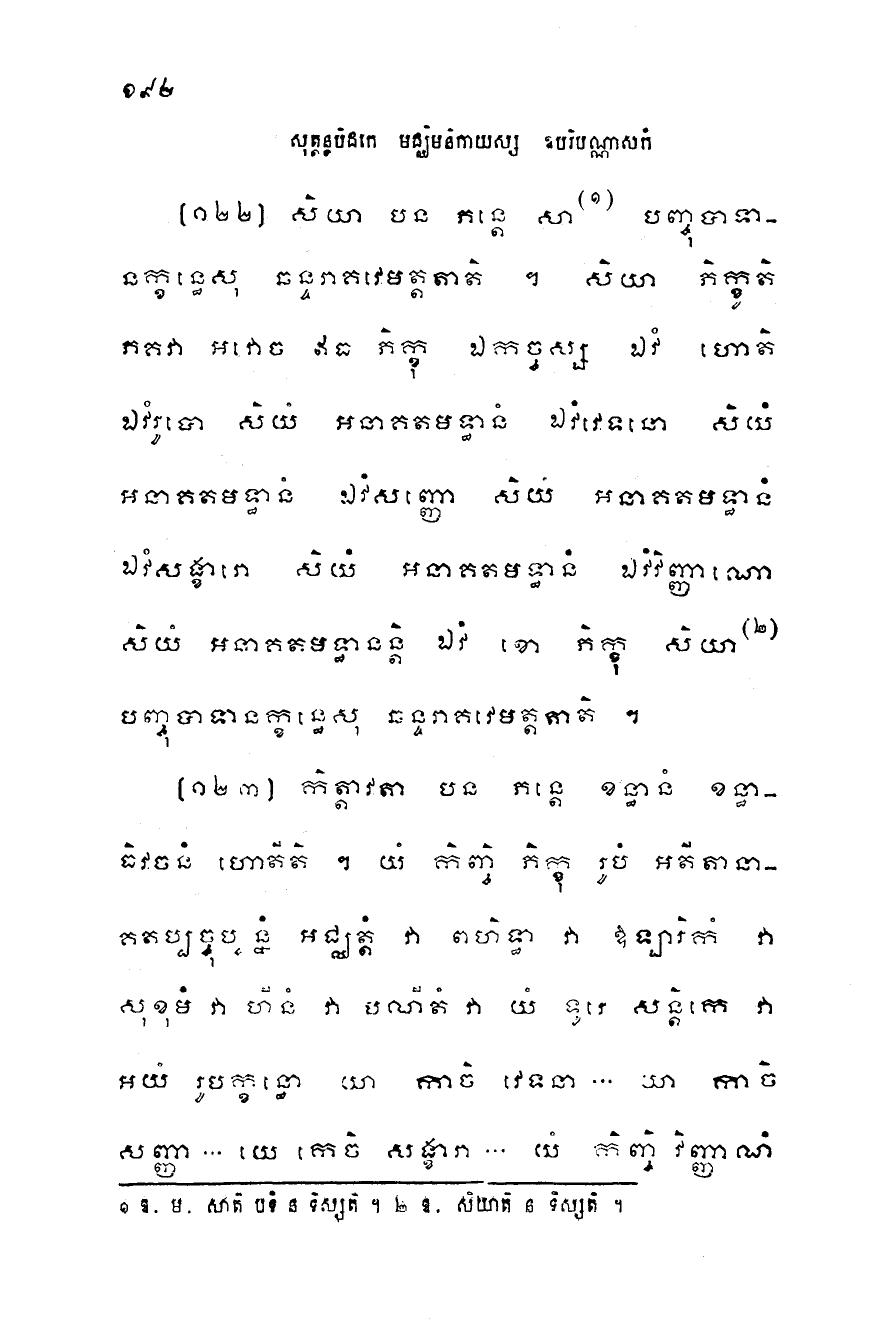 ១៩២
សុត្តន្តបិដកេ មជ្ឈិមនិកាយស្ស ឧបរិបណ្ណាសកំ
[១២២] សិយា បន ភន្តេ សា(១) បញ្ចុបាទា-
នក្ខន្ធេសុ ឆន្ទរាគវេមត្តតាតិ ។ សិយា ភិក្ខូតិ
ភគវា អវោច ឥធ ភិក្ខុ ឯកច្ចស្ស ឯវំ ហោតិ
ឯវំរូបោ សិយំ អនាគតមទ្ធានំ ឯវំវេទនោ សិយំ
អនាគតមទ្ធានំ ឯវំសញ្ញោ សិយំ អនាគតមទ្ធានំ
ឯវំសង្ខារោ សិយំ អនាគតមទ្ធានំ ឯវំវិញ្ញាណោ
សិយំ អនាគតមទ្ធានន្តិ ឯវំ ខោ ភិក្ខុ សិយា(២)
បញ្ចុបាទានក្ខន្ធេសុ ឆន្ទរាគវេមត្តតាតិ ។
[១២៣] កិត្តាវតា បន ភន្តេ ខន្ធានំ ខន្ធា-
ធិវចនំ ហោតីតិ ។ យំ កិញ្ចិ ភិក្ខុ រូបំ អតីតានា-
គតប្បច្ចុប្បន្នំ អជ្ឈត្តំ វា ពហិទ្ធា វា ឱឡារិកំ វា
សុខុមំ វា ហីនំ វា បណីតំ វា យំ ទូរេ សន្តិកេ វា
អយំ រូបក្ខន្ធោ យា កាចិ វេទនា ... យា កាចិ
សញ្ញា ... យេ កេចិ សង្ខារា ... យំ កិញ្ចិ វិញ្ញាណំ
១ ឱ. ម. សាតិ បទំ ន ទិស្សតិ ។ ២ ឱ. សិយាតិ ន ទិស្សតិ ។